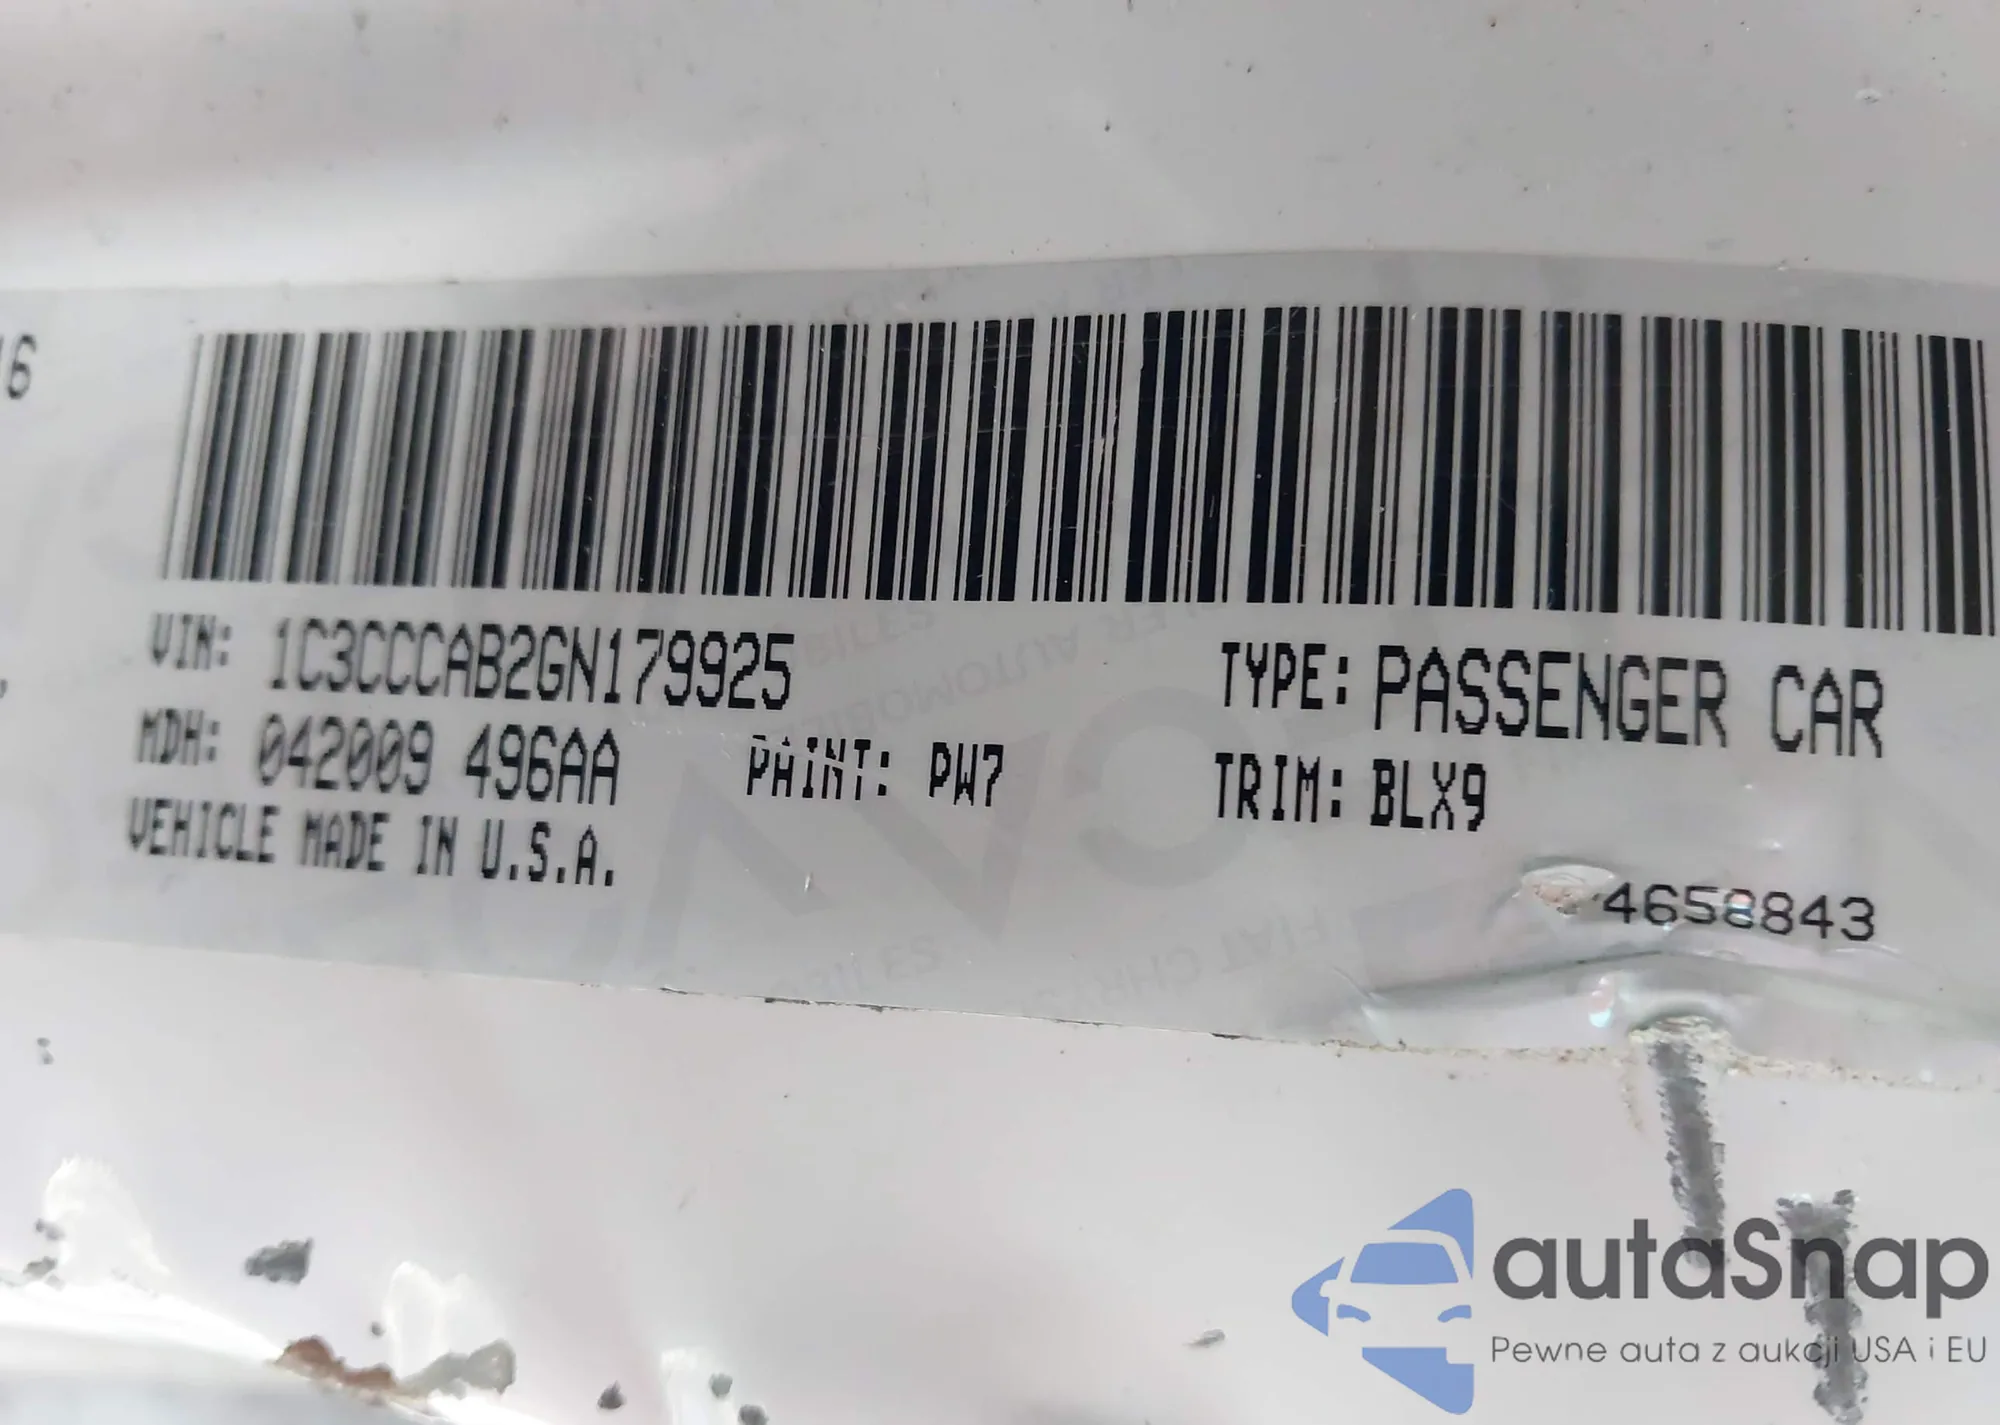 16
VIN: 1C3CCCAB2GN179925
TYPE: PASSENGER CAR
MDH: 042009 496AA
PAINT: PW7
TRIM: BLX9
VEHICLE MADE IN U.S.A.
4658843
autaSnap
Pewne auta z aukcji USA i EU